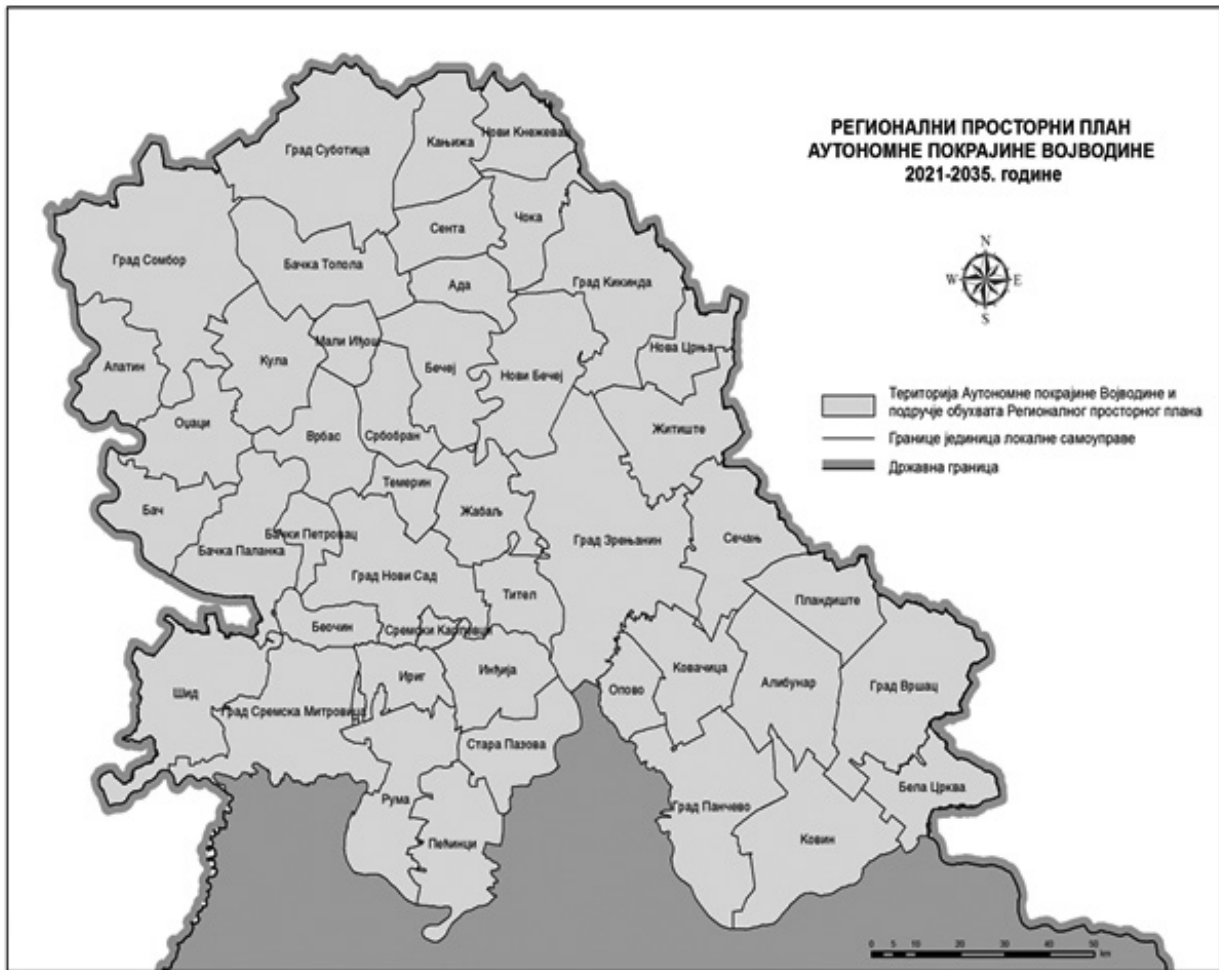 РЕГИОНАЛНИ ПРОСТОРНИ ПЛАН
АУТОНОМНЕ ПОКРАЈИНЕ ВОЈВОДИНЕ
2021-2035. године
N
W
E
S
Територија Аутономне покрајине Војводине и
подручје обухвата Регионалног просторног плана
Границе јединица локалне самоуправе
Државна граница
Град Суботица
Кањижа
Нови Кнежевац
Сента
Чока
Град Сомбор
Бачка Топола
Ада
Град Кикинда
Апатин
Кула
Мали Иђош
Бечеј
Нови Бечеј
Нова Црња
Оџаци
Врбас
Србобран
Житиште
Темерин
Бач
Бачка Паланка
Бачки Петровац
Жабаљ
Град Зрењанин
Сечањ
Град Нови Сад
Тител
Пландиште
Беочин
Сремски Карловци
Шид
Град Сремска Митровица
Ириг
Инђија
Опово
Ковачица
Алибунар
Град Вршац
Стара Пазова
Рума
Пећинци
Град Панчево
Ковин
Бела Црква
0 5 10 20 30 40 50
km